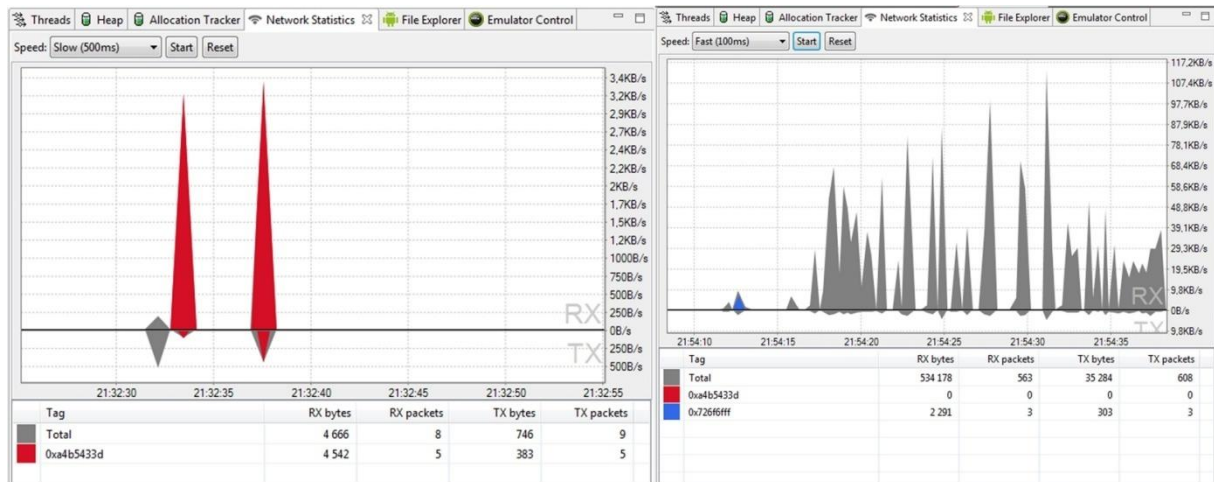 Threads Heap Allocation Tracker Network Statistics File Explorer Emulator Control
Speed: Slow (500ms) Start Reset
3,4KB/s
3,2KB/s
2,9KB/s
2,7KB/s
2,4KB/s
2,2KB/s
2KB/s
1,7KB/s
1,5KB/s
1,2KB/s
1000B/s
750B/s
500B/s
RX 250B/s
0B/s
TX 250B/s
500B/s
21:32:30 21:32:35 21:32:40 21:32:45 21:32:50 21:32:55
Tag RX bytes RX packets TX bytes TX packets
Total 4 666 8 746 9
0xa4b5433d 4 542 5 383 5
Threads Heap Allocation Tracker Network Statistics File Explorer Emulator Control
Speed: Fast (100ms) Start Reset
117,2KB/s
107,4KB/s
97,7KB/s
87,9KB/s
78,1KB/s
68,4KB/s
58,6KB/s
48,8KB/s
39,1KB/s
29,3KB/s
19,5KB/s
RX 9,8KB/s
0B/s
TX 9,8KB/s
21:54:10 21:54:15 21:54:20 21:54:25 21:54:30 21:54:35
Tag RX bytes RX packets TX bytes TX packets
Total 534 178 563 35 284 608
0xa4b5433d 0 0 0 0
0x726f6fff 2 291 3 303 3